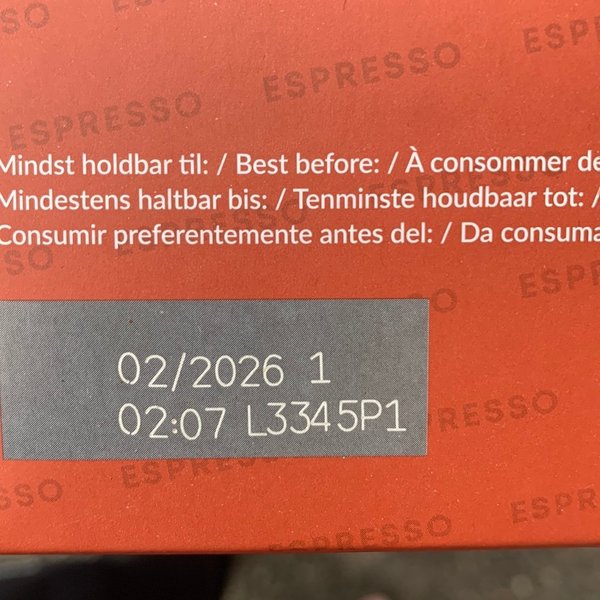 ESPRESSO
ESPRESSO
ESPRESSO
Mindst holdbar til: / Best before: / À consommer de
Mindestens haltbar bis: / Tenminste houdbaar tot: /
Consumir preferentemente antes del: / Da consuma
02/2026 1
02:07 L3345P1
ESPRESSO
ESPRESSO
ESPRESSO